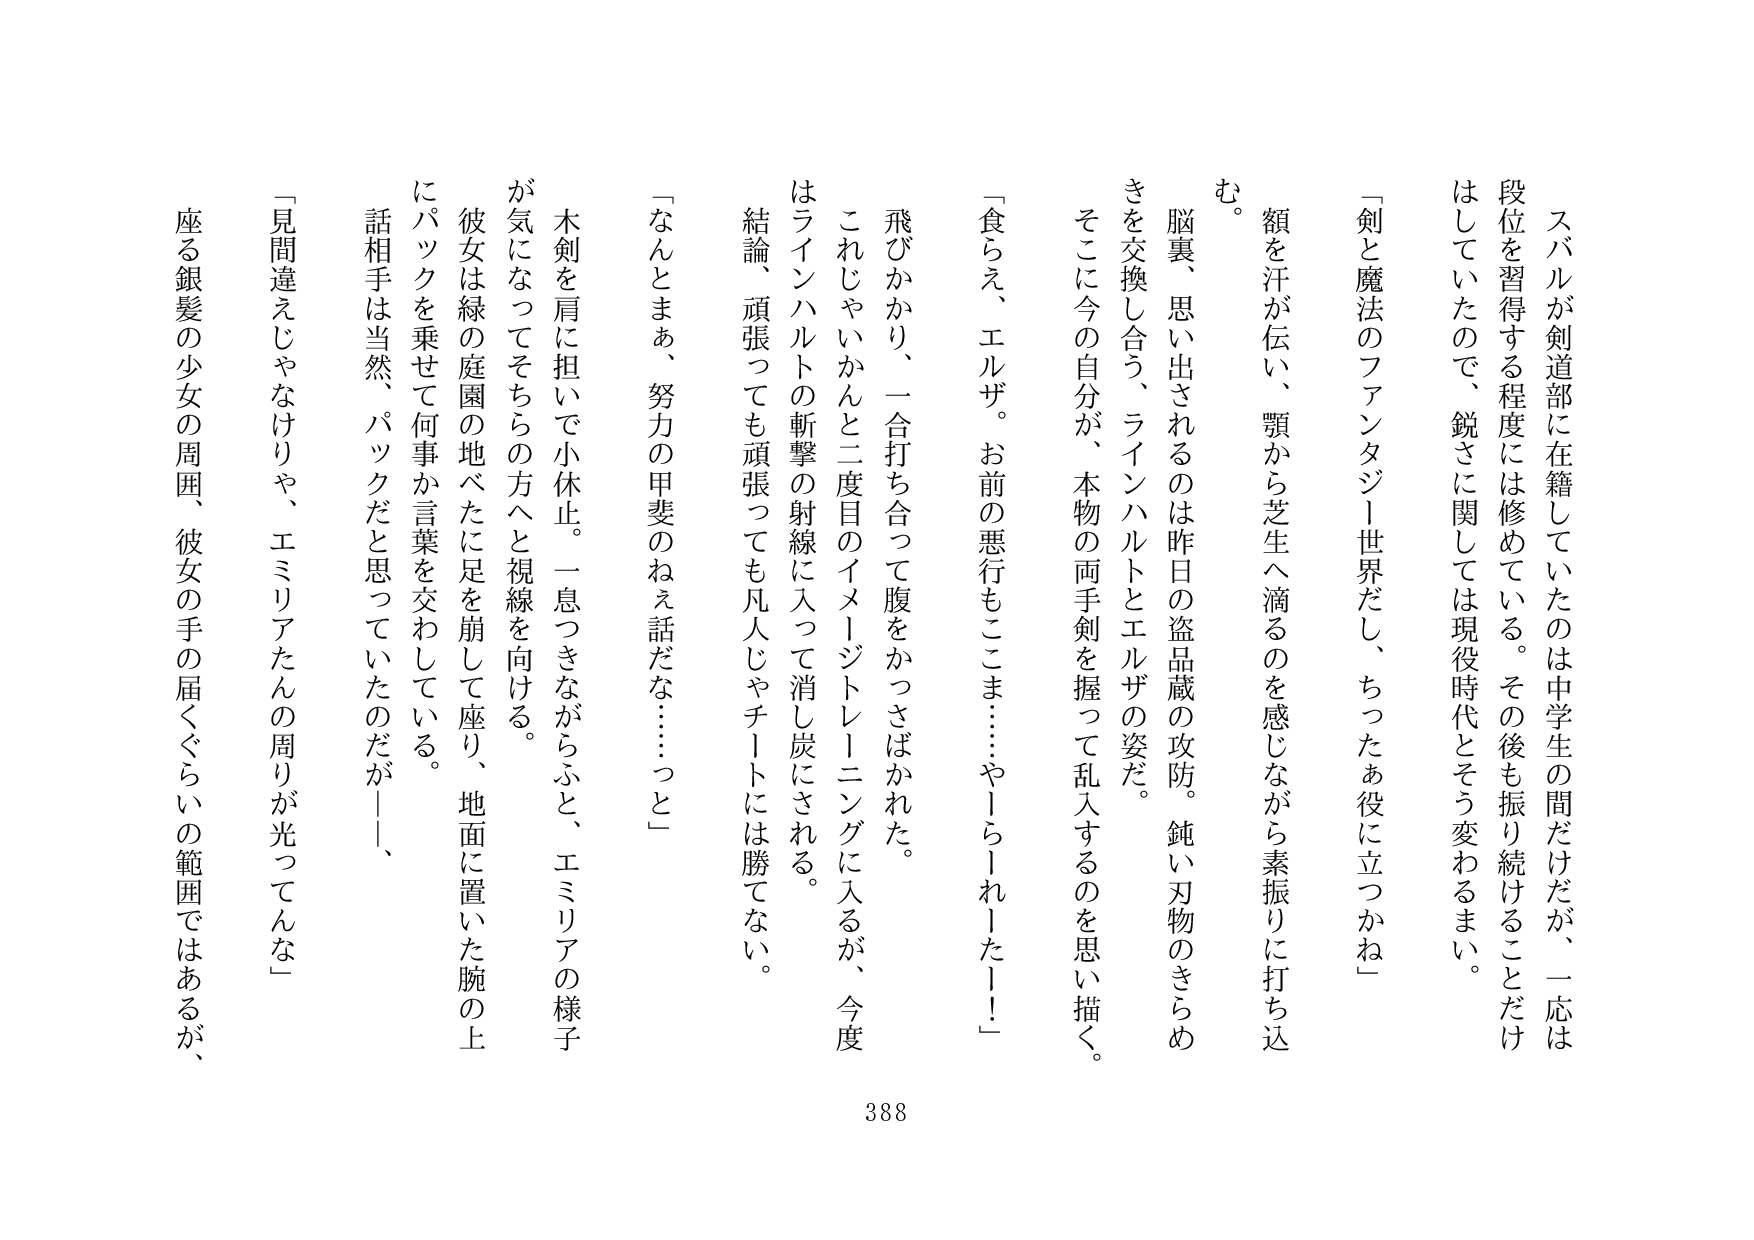 スバルが剣道部に在籍していたのは中学生の間だけだが、一応は
段位を習得する程度には修めている。その後も振り続けることだけ
はしていたので、鋭さに関しては現役時代とそう変わるまい。
「剣と魔法のファンタジー世界だし、ちったぁ役に立つかね」
額を汗が伝い、顎から芝生へ滴るのを感じながら素振りに打ち込
む。
脳裏、思い出されるのは昨日の盗品蔵の攻防。鈍い刃物のきらめ
きを交換し合う、ラインハルトとエルザの姿だ。
そこに今の自分が、本物の両手剣を握って乱入するのを思い描く。
「食らえ、エルザ。お前の悪行もここま……やーらーれーたー！」
飛びかかり、一合打ち合って腹をかっさばかれた。
これじゃいかんと二度目のイメージトレーニングに入るが、今度
はラインハルトの斬撃の射線に入って消し炭にされる。
結論、頑張っても頑張っても凡人じゃチートには勝てない。
「なんとまぁ、努力の甲斐のねぇ話だな……っと」
木剣を肩に担いで小休止。一息つきながらふと、エミリアの様子
が気になってそちらの方へと視線を向ける。
彼女は緑の庭園の地べたに足を崩して座り、地面に置いた腕の上
にパックを乗せて何事か言葉を交わしている。
話相手は当然、パックだと思っていたのだが――、
「見間違えじゃなけりゃ、エミリアたんの周りが光ってんな」
座る銀髪の少女の周囲、彼女の手の届くぐらいの範囲ではあるが、
388